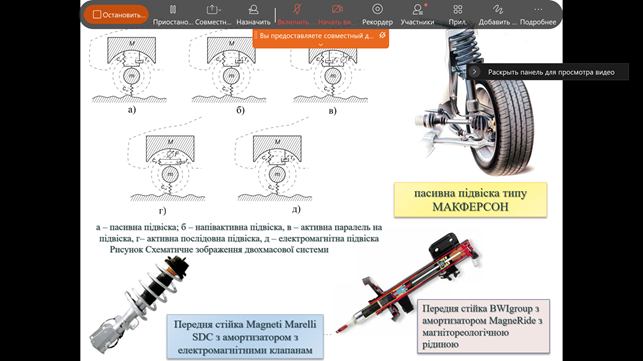 Остановить...
Приостано... Совместн... Назначить Включить Начать ви... Рекордер Участники Прил. Добавить ... Подробнее
Вы предоставляете совместный д...
Раскрыть панель для просмотра видео
M M M
m m m
а) б) в)
M M
m m
г) д)
пасивна підвіска типу
МАКФЕРСОН
а – пасивна підвіска; б – напівактивна підвіска, в – активна паралель на
підвіска, г– активна послідовна підвіска, д – електромагнітна підвіска
Рисунок Схематичне зображення двохмасової системи
Передня стійка Magneti Marelli
SDC з амортизатором з
електромагнітними клапанам
Передня стійка BWIgroup з
амортизатором MagneRide з
магнітореологічною
рідиною